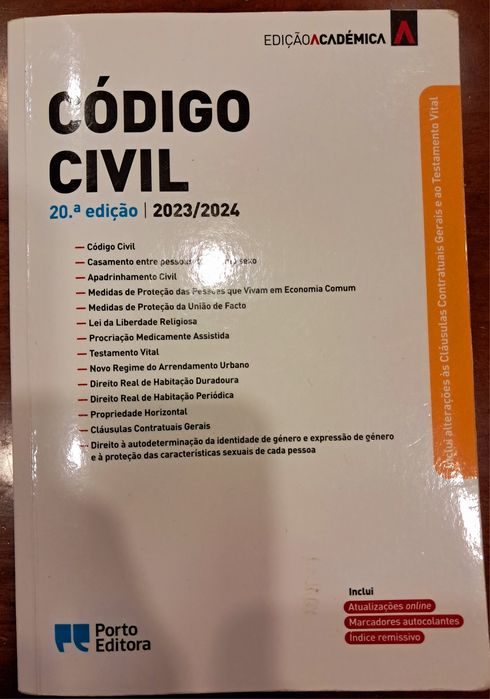 EDIÇÃOACADÉMICA A
CÓDIGO
CIVIL
20.ª edição | 2023/2024
— Código Civil
— Casamento entre sexo
— Apadrinhamento Civil
— Medidas de Proteção das Pessoas que Vivam em Economia Comum
— Medidas de Proteção da União de Facto
— Lei da Liberdade Religiosa
— Procriação Medicamente Assistida
— Testamento Vital
— Novo Regime do Arrendamento Urbano
— Direito Real de Habitação Duradoura
— Direito Real de Habitação Periódica
— Propriedade Horizontal
— Cláusulas Contratuais Gerais
— Direito à autodeterminação da identidade de género e expressão de género
e à proteção das características sexuais de cada pessoa
Inclui alterações às Cláusulas Contratuais Gerais e ao Testamento Vital
Inclui
Atualizações online
Marcadores autocolantes
Índice remissivo
Porto
Editora